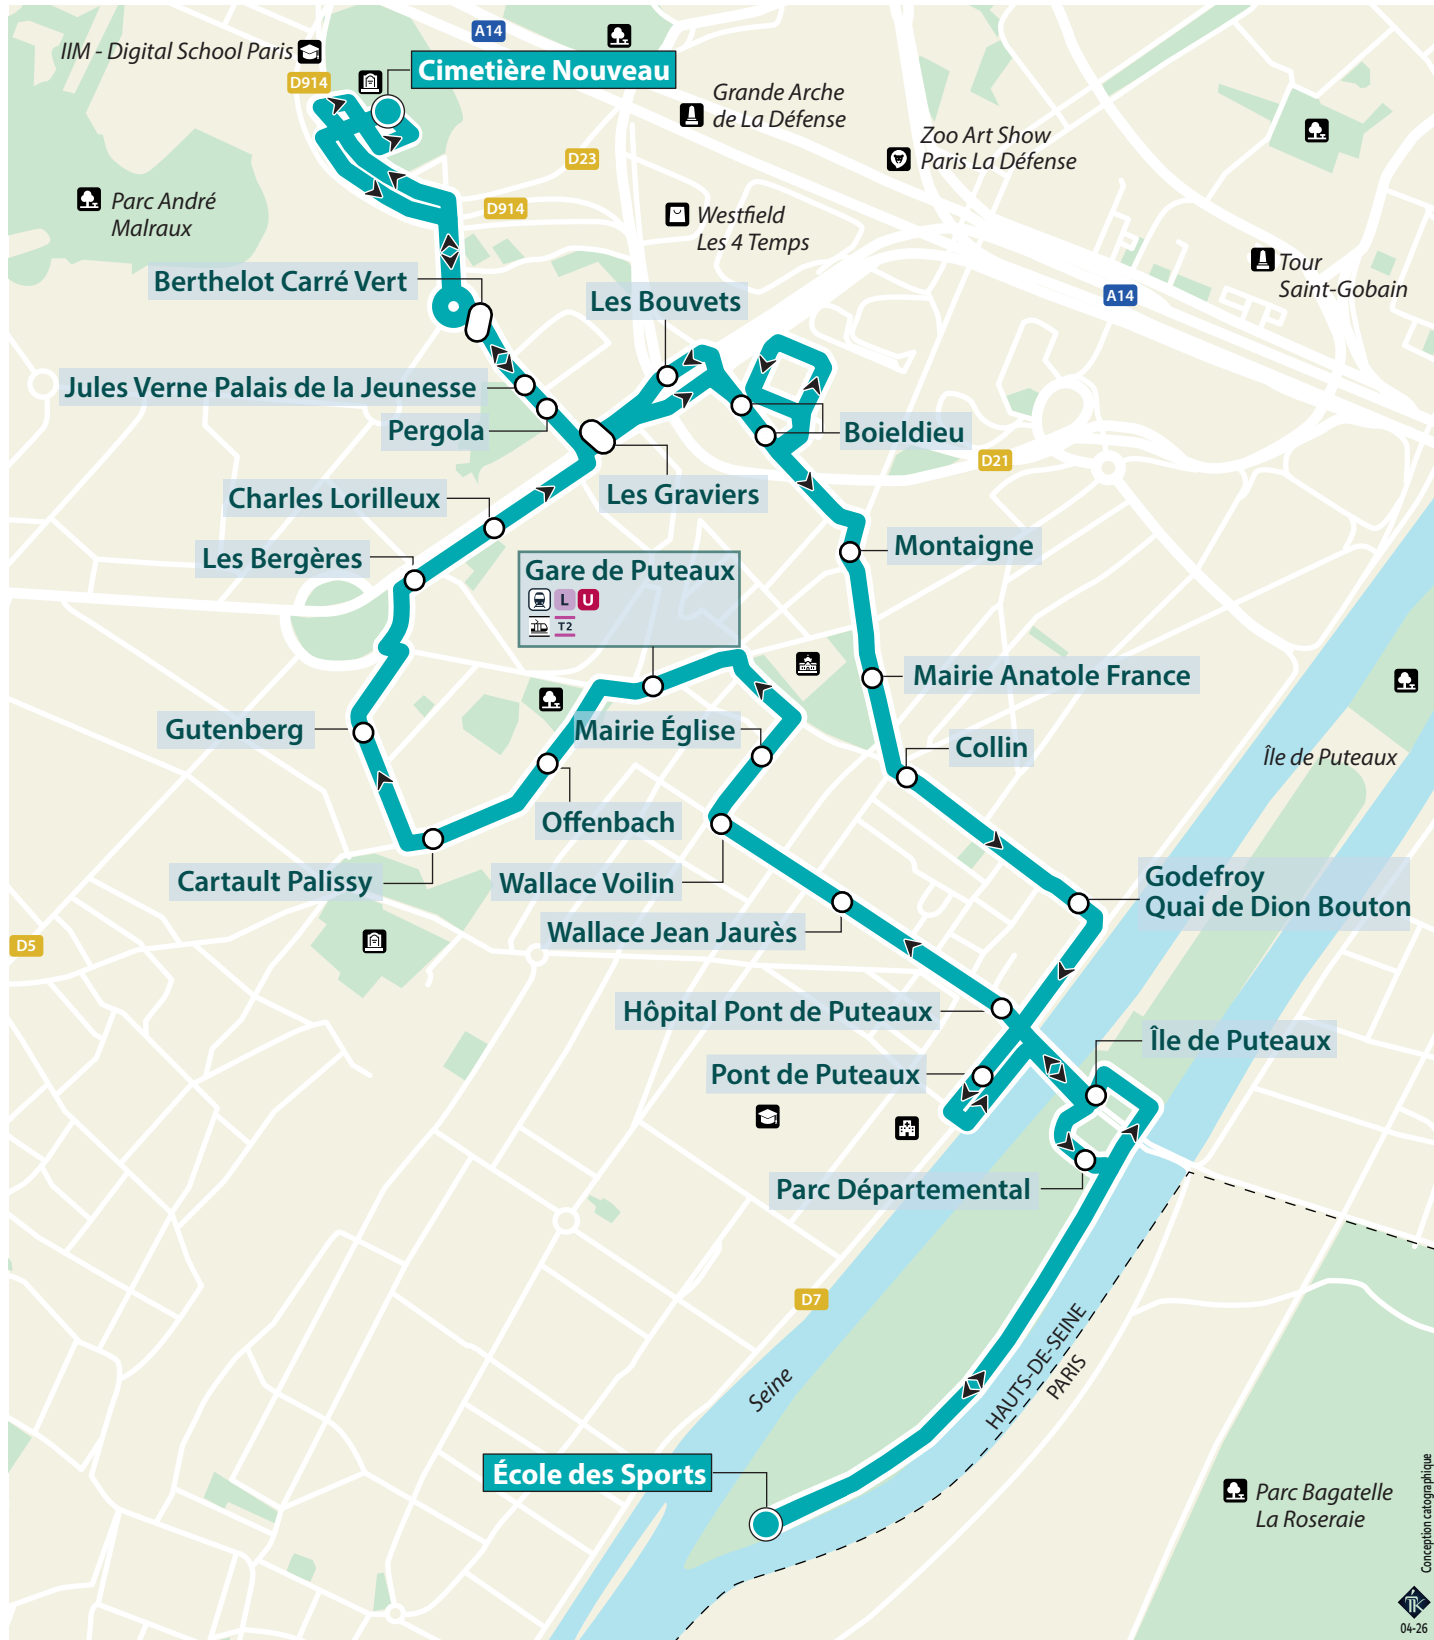 A14
IIM - Digital School Paris
D914
Cimetière Nouveau
Grande Arche
de La Défense
Zoo Art Show
Paris La Défense
D23
Parc André
Malraux
D914
Westfield
Les 4 Temps
Tour
Saint-Gobain
A14
Berthelot Carré Vert
Les Bouvets
Jules Verne Palais de la Jeunesse
Pergola
Boieldieu
D21
Charles Lorilleux
Les Graviers
Montaigne
Les Bergères
Gare de Puteaux
L U
T2
Mairie Anatole France
Gutenberg
Mairie Église
Collin
Île de Puteaux
Offenbach
Cartault Palissy
Wallace Voilin
Godefroy
Quai de Dion Bouton
Wallace Jean Jaurès
D5
Hôpital Pont de Puteaux
Île de Puteaux
Pont de Puteaux
Parc Départemental
D7
HAUTS-DE-SEINE
PARIS
Seine
École des Sports
Parc Bagatelle
La Roseraie
Conception catographique
TK
04-26